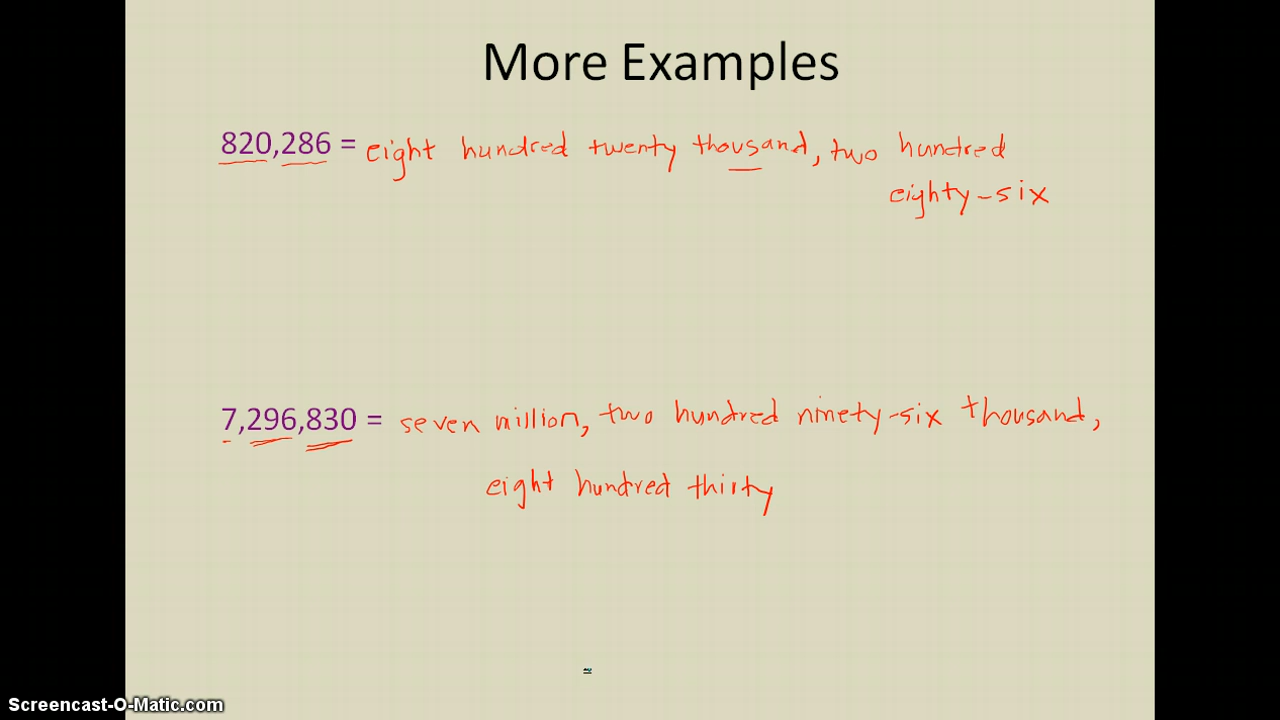 More Examples
820,286 = eight hundred twenty thousand, two hundred
eighty-six
7,296,830 = seven million, two hundred ninety-six thousand,
eight hundred thirty
Screencast-O-Matic.com